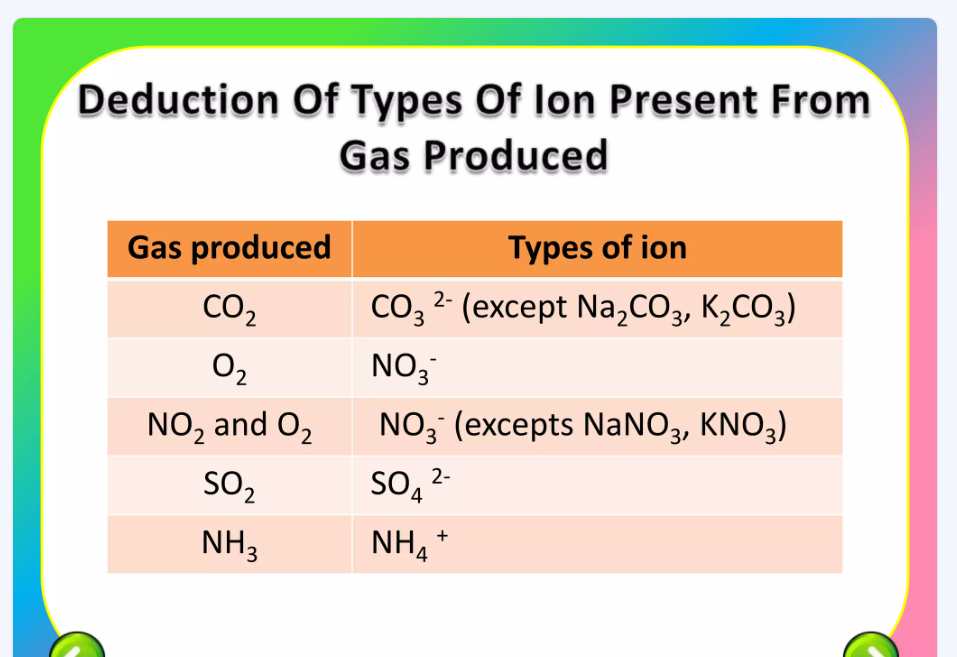 Deduction Of Types Of Ion Present From
Gas Produced
Gas produced Types of ion
CO₂ CO₃ ²⁻ (except Na₂CO₃, K₂CO₃)
O₂ NO₃⁻
NO₂ and O₂ NO₃⁻ (excepts NaNO₃, KNO₃)
SO₂ SO₄ ²⁻
NH₃ NH₄ ⁺